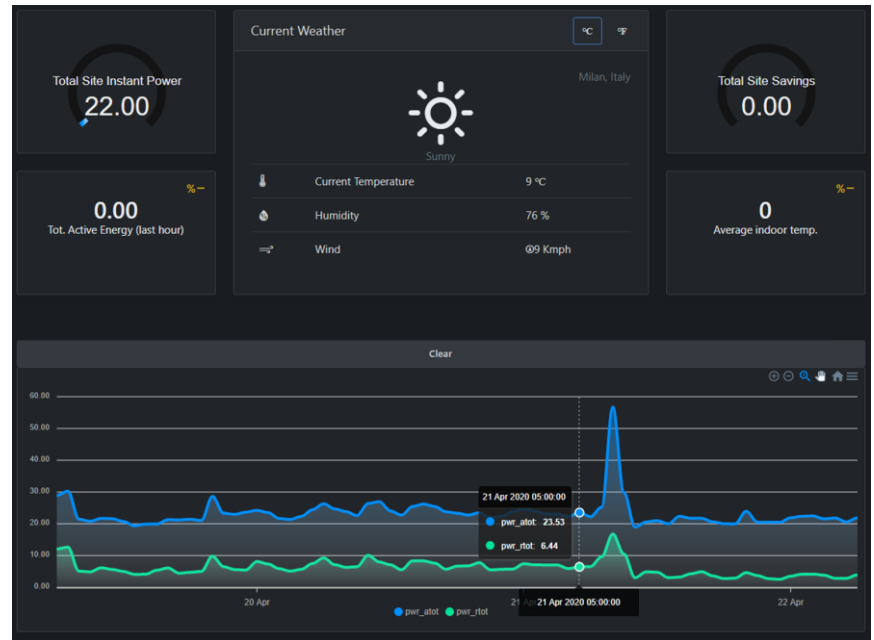 Total Site Instant Power
22.00
Current Weather
°C
°F
Milan, Italy
Sunny
Current Temperature
9 °C
Humidity
76 %
Wind
9 Kmph
Total Site Savings
0.00
%
0.00
Tot. Active Energy (last hour)
%
0
Average indoor temp.
Clear
60.00
50.00
40.00
30.00
20.00
10.00
0.00
21 Apr 2020 05:00:00
pwr_atot: 23.53
pwr_rtot: 6.44
20 Apr
21 Apr 2020 05:00:00
22 Apr
pwr_atot
pwr_rtot